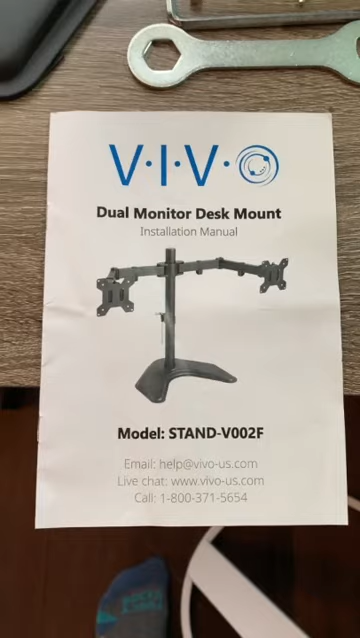 V·I·V·O
Dual Monitor Desk Mount
Installation Manual
Model: STAND-V002F
Email: help@vivo-us.com
Live chat: www.vivo-us.com
Call: 1-800-371-5654